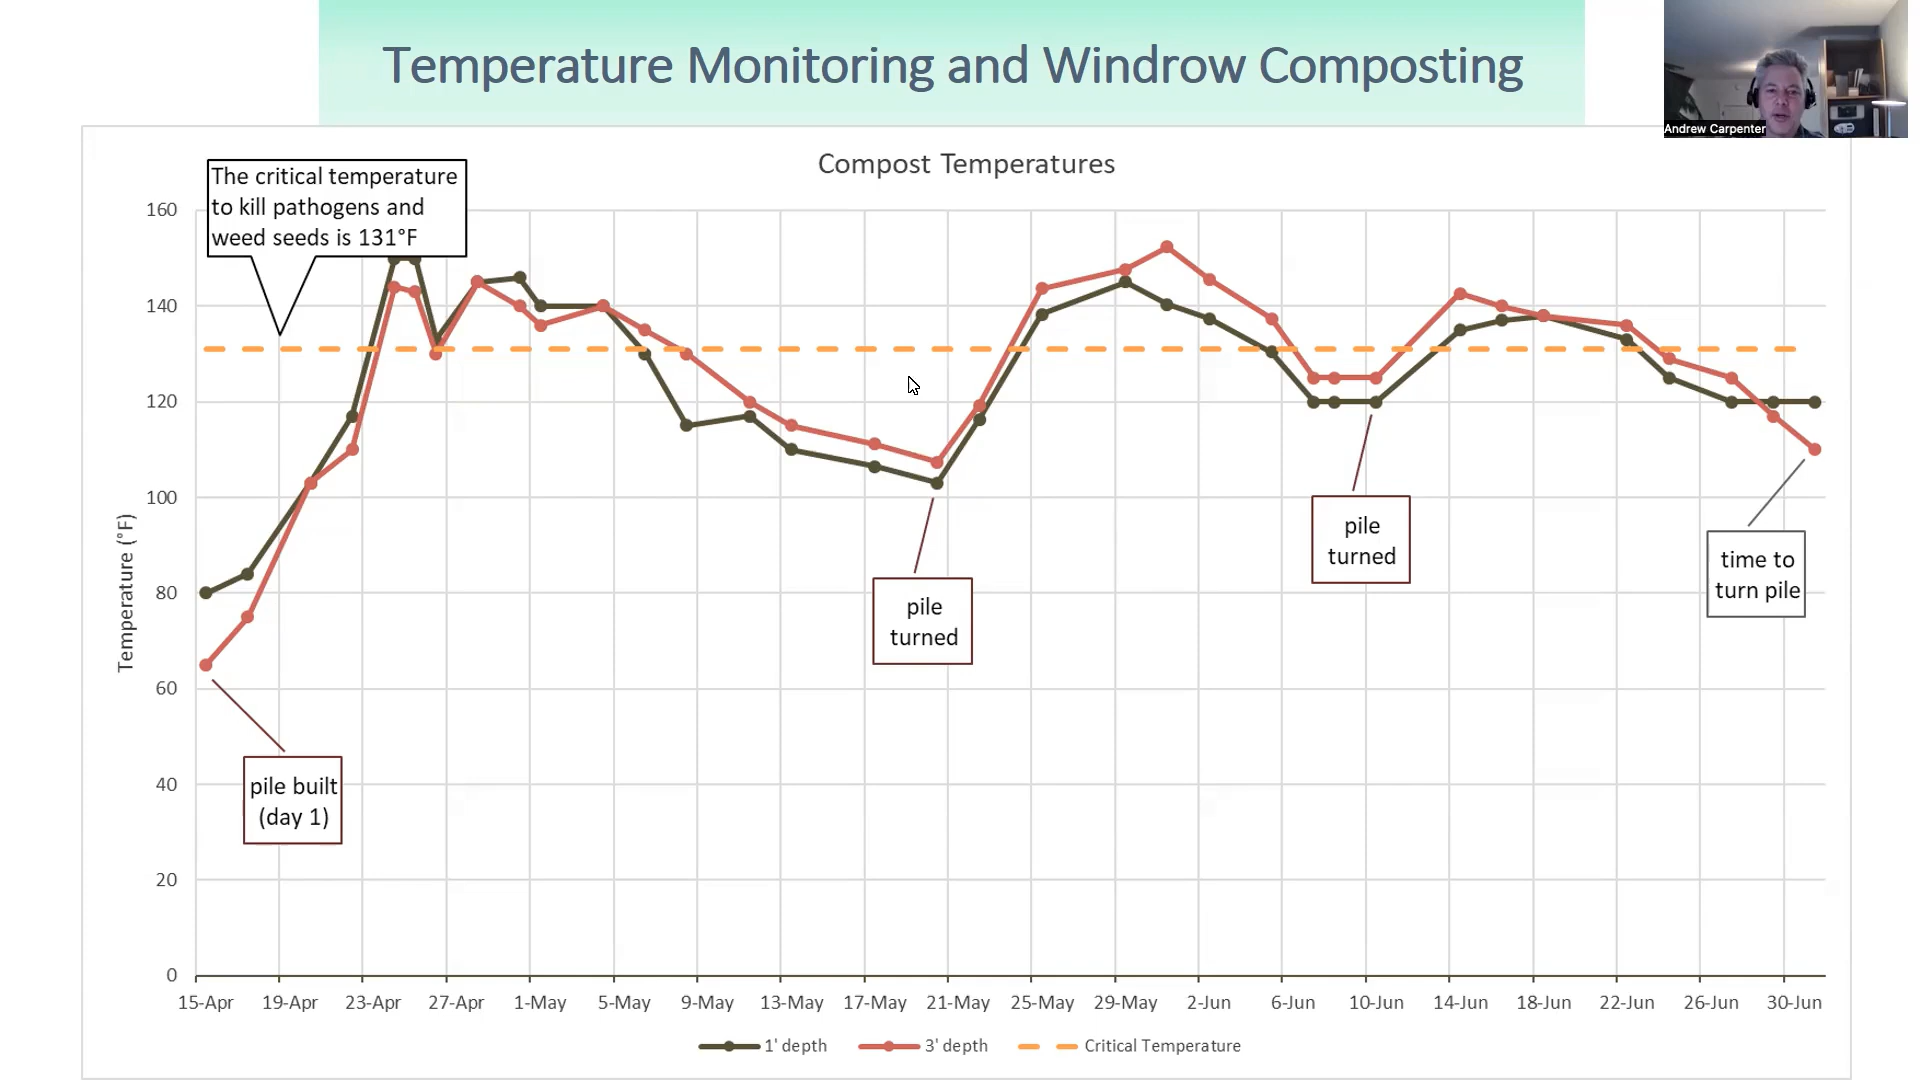 Temperature Monitoring and Windrow Composting
Andrew Carpenter
Compost Temperatures
The critical temperature
to kill pathogens and
weed seeds is 131°F
160
140
120
100
80
60
40
20
0
Temperature (°F)
pile built
(day 1)
pile
turned
pile
turned
time to
turn pile
15-Apr 19-Apr 23-Apr 27-Apr 1-May 5-May 9-May 13-May 17-May 21-May 25-May 29-May 2-Jun 6-Jun 10-Jun 14-Jun 18-Jun 22-Jun 26-Jun 30-Jun
1' depth 3' depth Critical Temperature